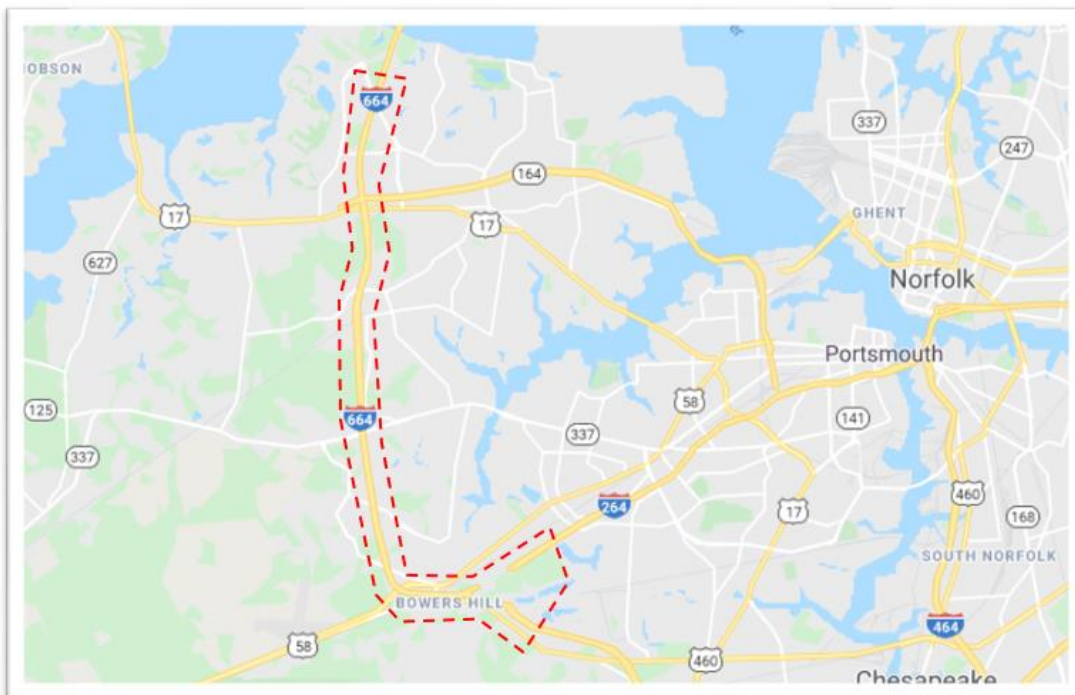 OBSON
664
337
247
164
17
17
GHENT
627
Norfolk
Portsmouth
58
125
664
337
141
337
264
17
460
168
SOUTH NORFOLK
BOWERS HILL
58
460
464
Chesapeake